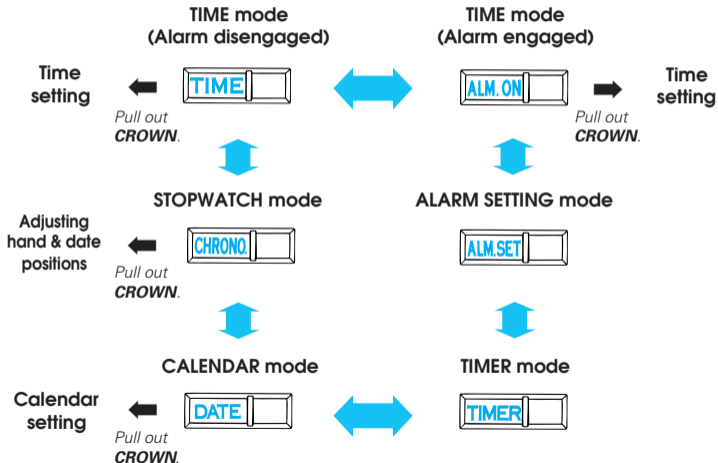 TIME mode
(Alarm disengaged)
TIME mode
(Alarm engaged)
Time
setting
TIME
ALM. ON
Time
setting
Pull out
CROWN.
Pull out
CROWN.
STOPWATCH mode
ALARM SETTING mode
Adjusting
hand & date
positions
CHRONO.
ALM.SET
Pull out
CROWN.
CALENDAR mode
TIMER mode
Calendar
setting
DATE
TIMER
Pull out
CROWN.